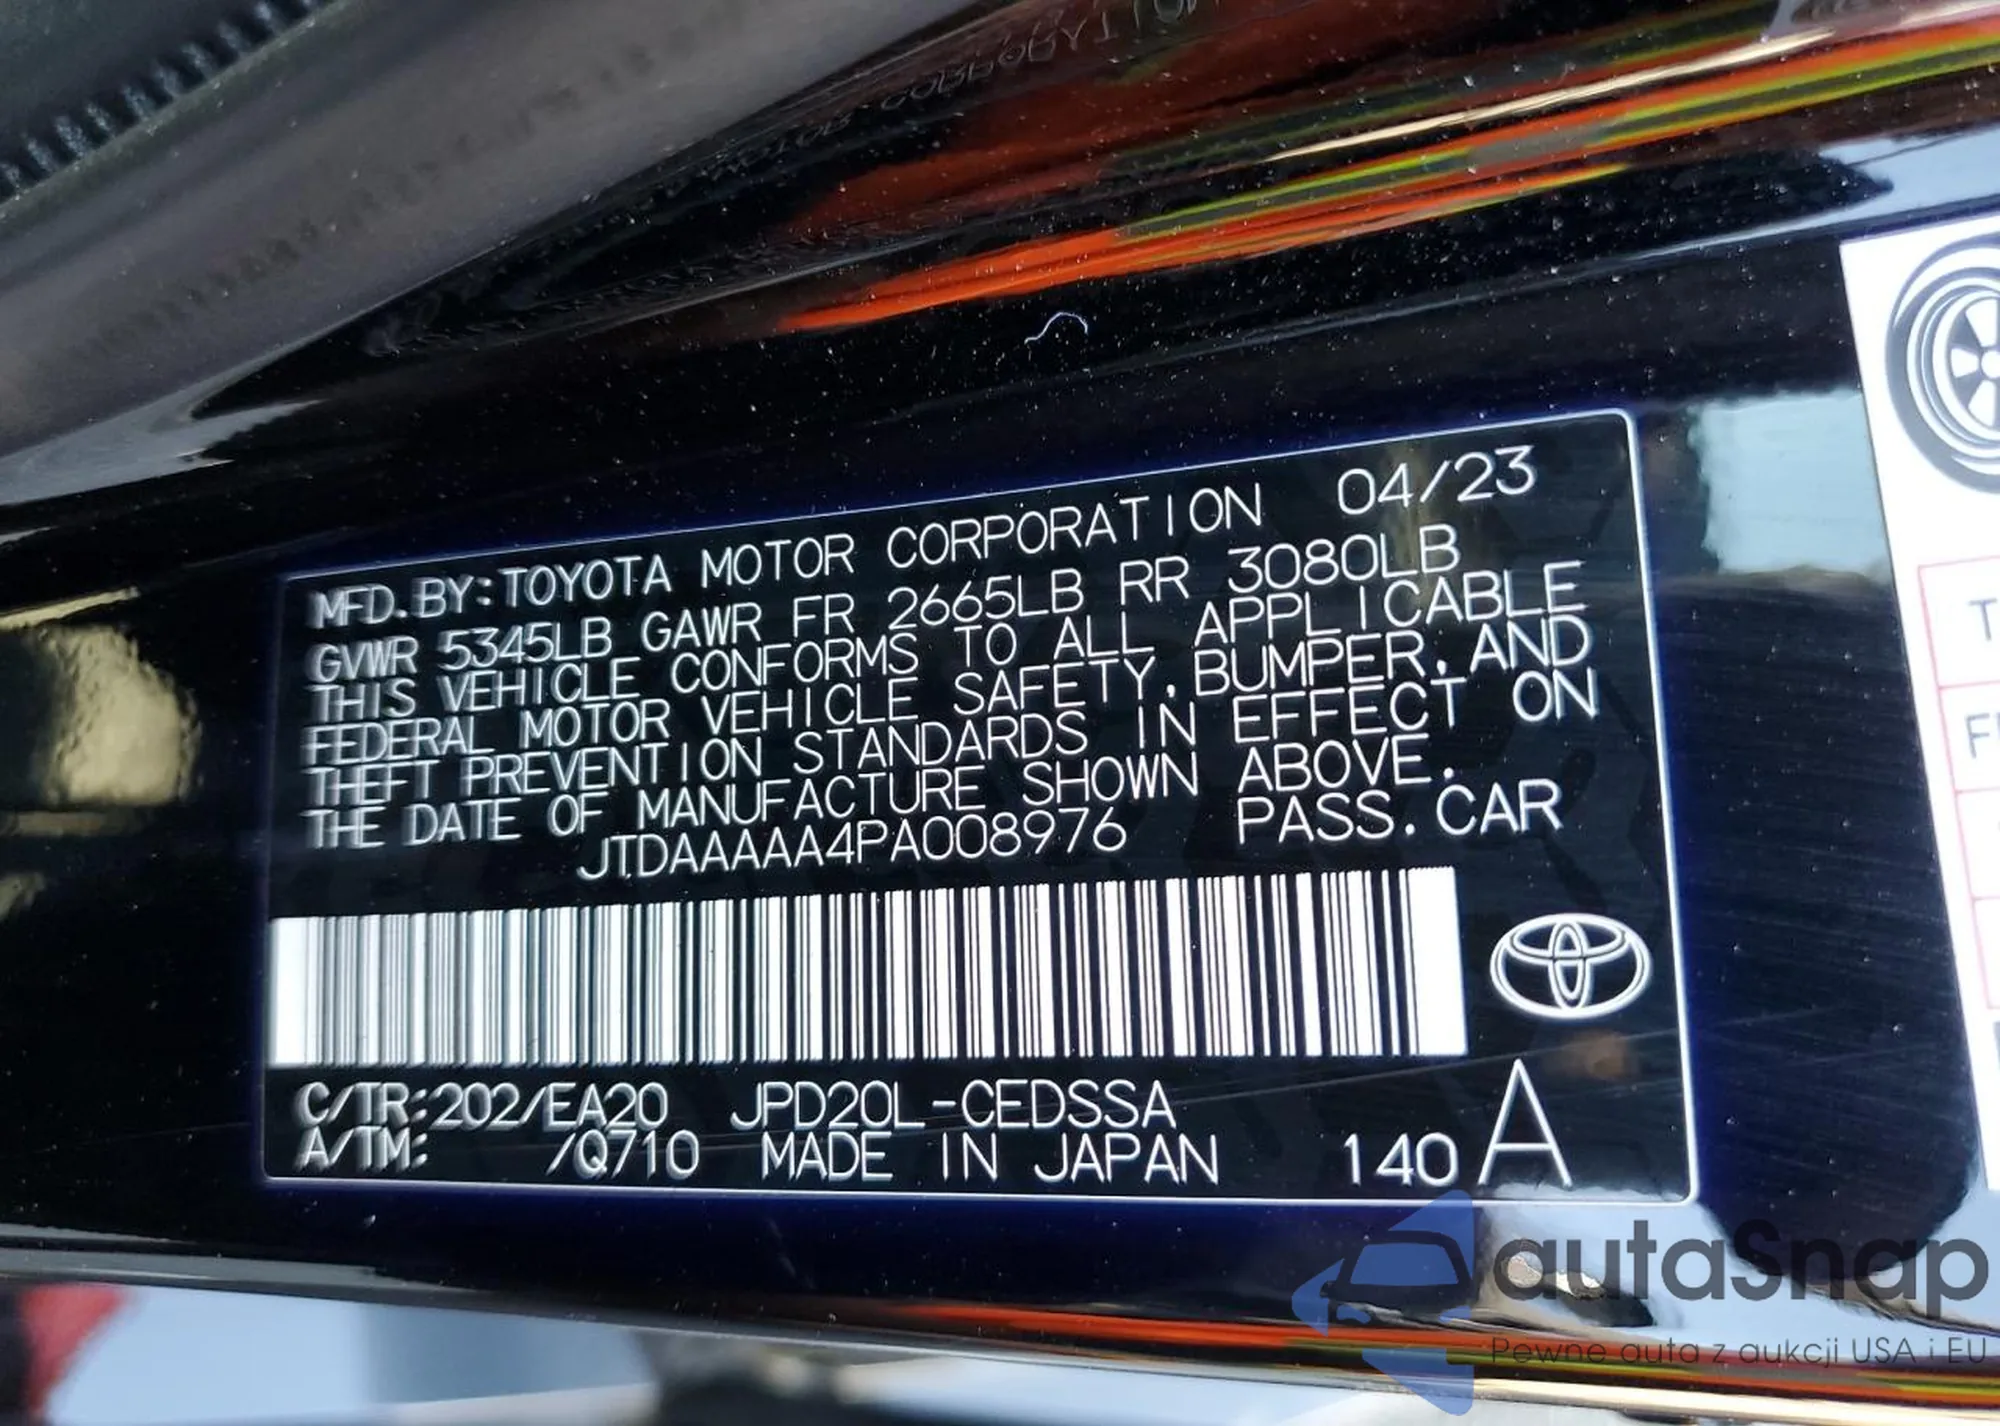 MFD.BY:TOYOTA MOTOR CORPORATION 04/23
GVWR 5345LB GAWR FR 2665LB RR 3080LB
THIS VEHICLE CONFORMS TO ALL APPLICABLE
FEDERAL MOTOR VEHICLE SAFETY, BUMPER, AND
THEFT PREVENTION STANDARDS IN EFFECT ON
THE DATE OF MANUFACTURE SHOWN ABOVE.
JTDAAAAA4PA008976 PASS.CAR
C/TR:202/EA20 JPD20L-CEDSSA
A/TM: /Q710 MADE IN JAPAN 140 A
autaSnap
Pewne auta z aukcji USA i EU